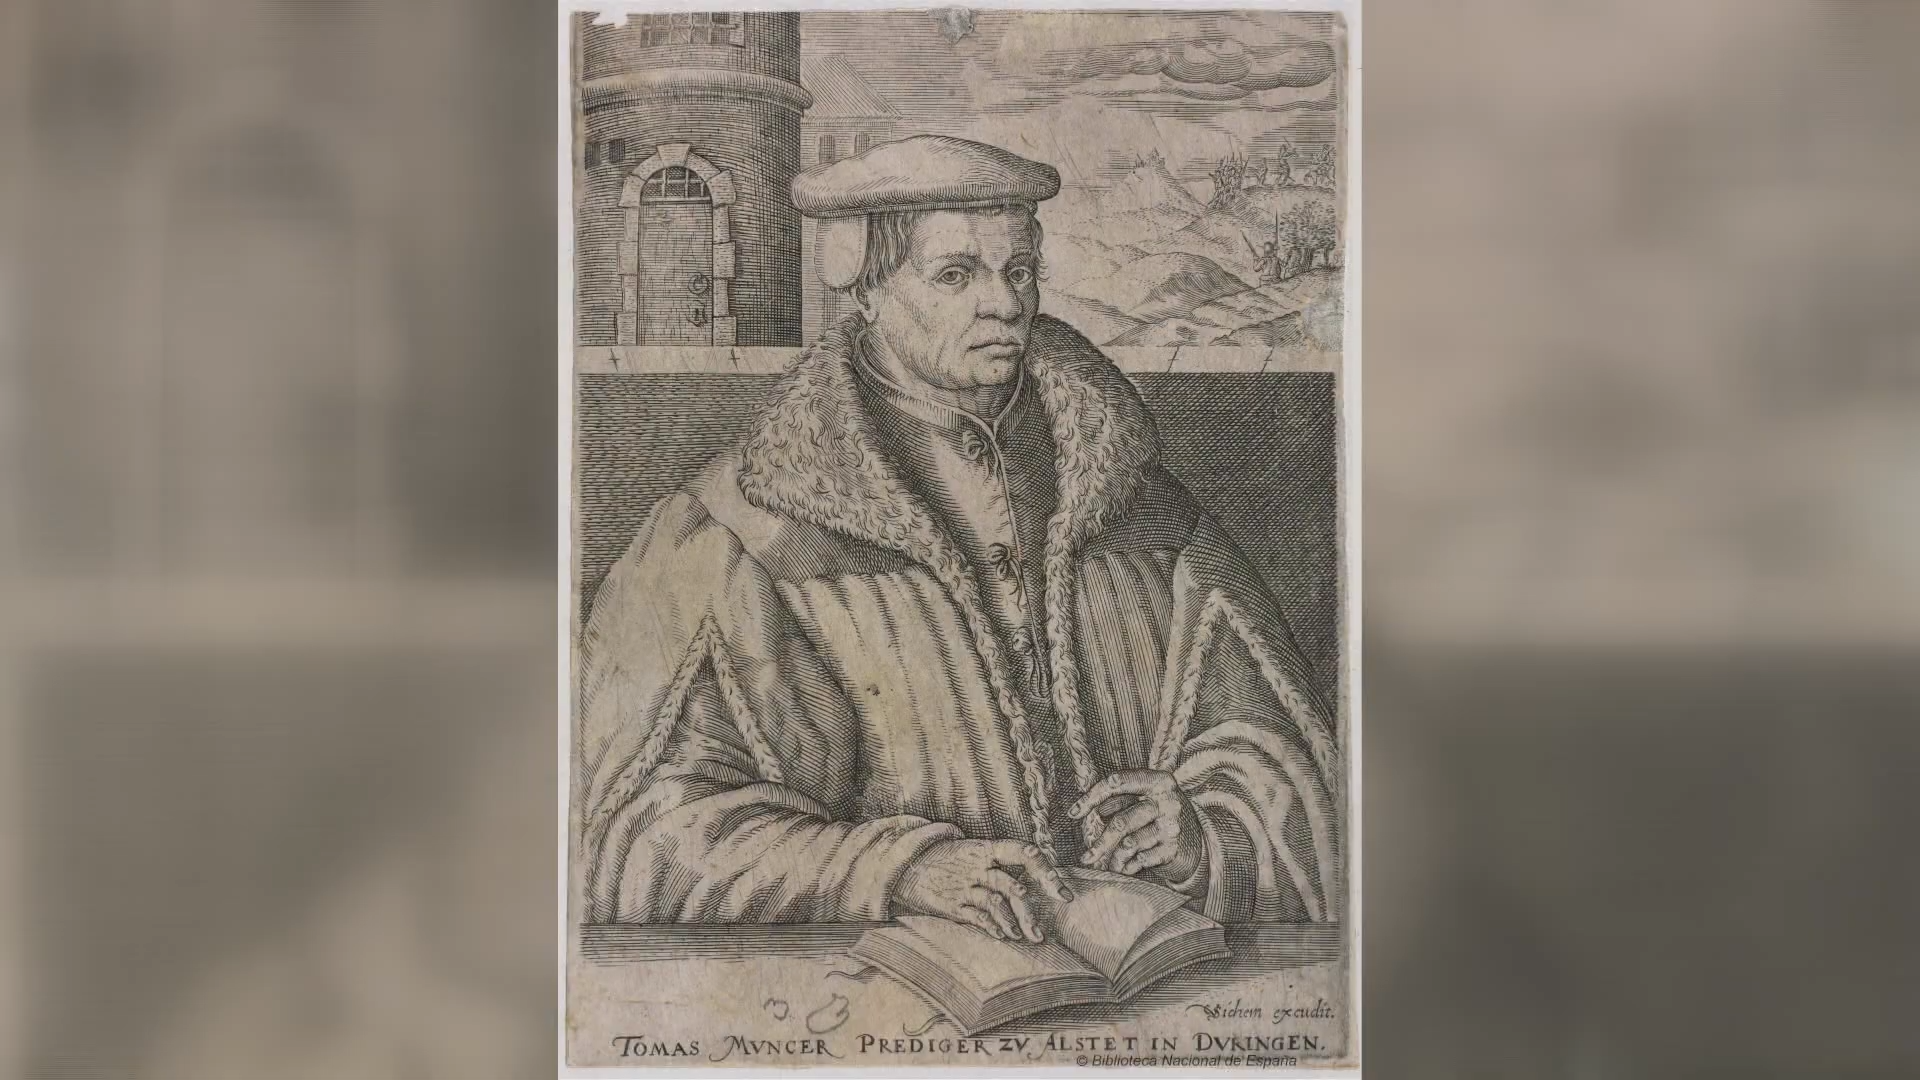 Sichem excudit.
TOMAS MVNCER PREDIGER ZV ALSTET IN DVRINGEN.
© Biblioteca Nacional de España